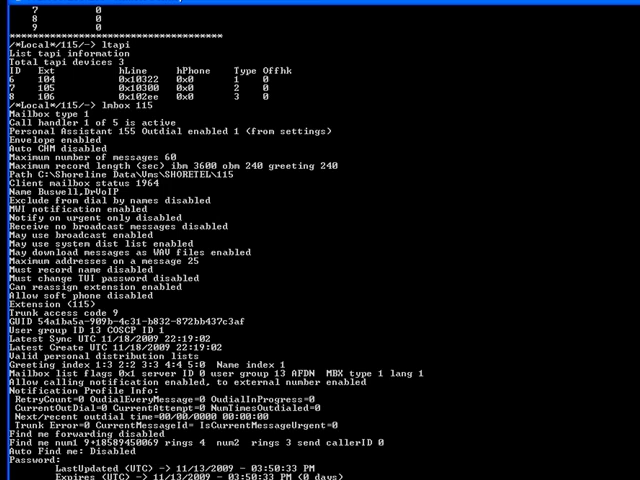 7 0
8 0
9 0
****************************************
/*Local*/115/-> ltapi
List tapi information
Total tapi devices 3
ID Ext hLine hPhone Type Offhk
6 104 0x10322 0x0 1 0
7 105 0x10300 0x0 2 0
8 106 0x102ee 0x0 3 0
/*Local*/115/-> lmbox 115
Mailbox type 1
Call handler 1 of 5 is active
Personal Assistant 155 Outdial enabled 1 (from settings)
Envelope enabled
Auto CHM disabled
Maximum number of messages 60
Maximum record length (sec) ibm 3600 obm 240 greeting 240
Path C:\Shoreline Data\Vms\SHORETEL\115
Client mailbox status 1964
Name Buswell,DrVoIP
Exclude from dial by names disabled
MWI notification enabled
Notify on urgent only disabled
Receive no broadcast messages disabled
May use broadcast enabled
May use system dist list enabled
May download messages as WAV files enabled
Maximum addresses on a message 25
Must record name disabled
Must change TUI password disabled
Can reassign extension enabled
Allow soft phone disabled
Extension (115)
Trunk access code 9
GUID 54a1ba5a-909b-4c31-b832-872bb437c3af
User group ID 13 COSCP ID 1
Latest Sync UTC 11/18/2009 22:19:02
Latest Create UTC 11/18/2009 22:19:02
Valid personal distribution lists
Greeting index 1:3 2:2 3:3 4:4 5:0 Name index 1
Mailbox list flags 0x1 server ID 0 user group 13 AFDN MBX type 1 lang 1
Allow calling notification enabled, to external number enabled
Notification Profile Info:
RetryCount=0 OudialEveryMessage=0 OudialInProgress=0
CurrentOutDial=0 CurrentAttempt=0 NumTimesOutdialed=0
Next/recent outdial time=00/00/0000 00:00:00
Trunk Error=0 CurrentMessageId= IsCurrentMessageUrgent=0
Find me forwarding disabled
Find me num1 9+18589450069 rings 4 num2 rings 3 send callerID 0
Auto Find me: Disabled
Password:
LastUpdated (UTC) -> 11/13/2009 - 03:50:33 PM
Expires (UTC) -> 11/13/2009 - 03:50:33 PM (0 days)